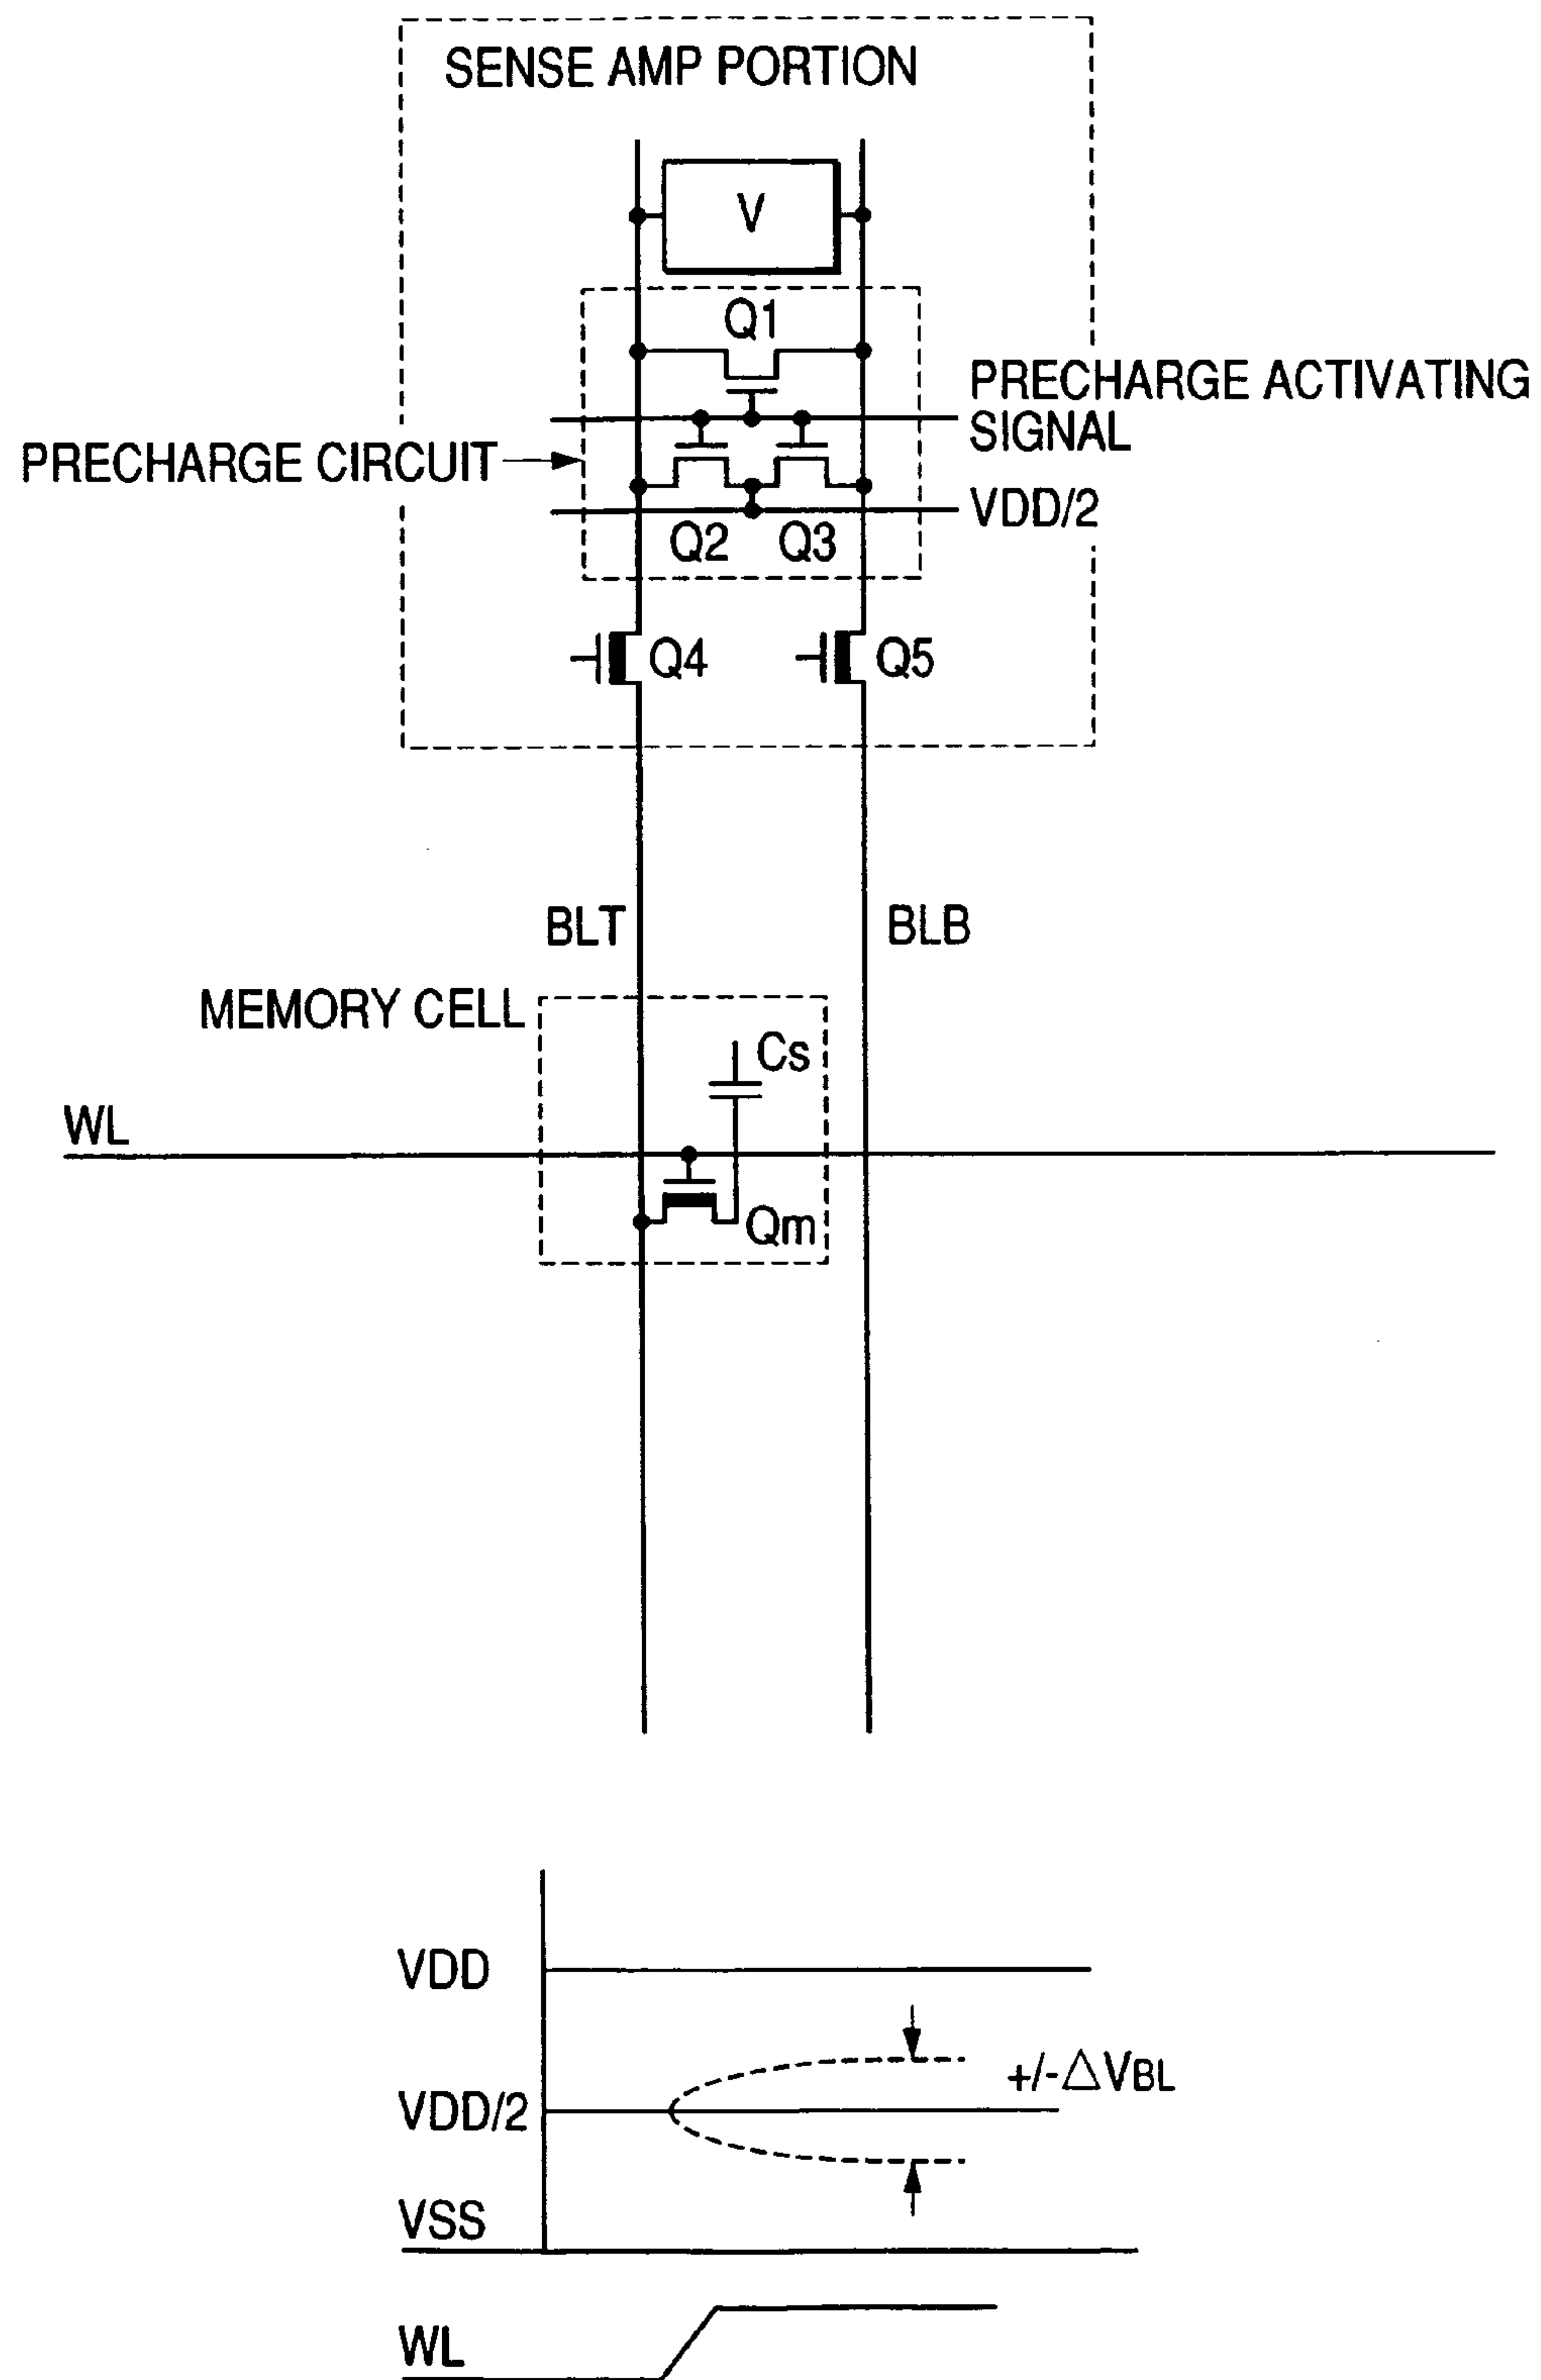 SENSE AMP PORTION
V
Q1
PRECHARGE ACTIVATING
SIGNAL
PRECHARGE CIRCUIT
VDD/2
Q2
Q3
Q4
Q5
BLT
BLB
MEMORY CELL
Cs
WL
Qm
VDD
+/-△VBL
VDD/2
VSS
WL